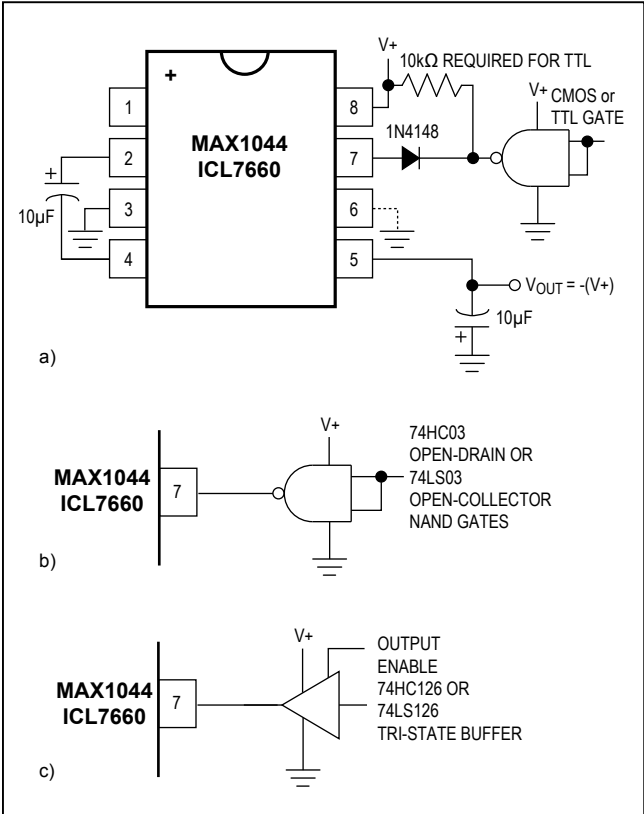 V+
10kΩ REQUIRED FOR TTL
+
1
2
3
4
8
7
6
5
MAX1044
ICL7660
1N4148
V+
CMOS or
TTL GATE
+
10µF
VOUT = -(V+)
10µF
+
a)
V+
74HC03
OPEN-DRAIN OR
74LS03
OPEN-COLLECTOR
NAND GATES
MAX1044
ICL7660
7
b)
V+
OUTPUT
ENABLE
74HC126 OR
74LS126
TRI-STATE BUFFER
MAX1044
ICL7660
7
c)